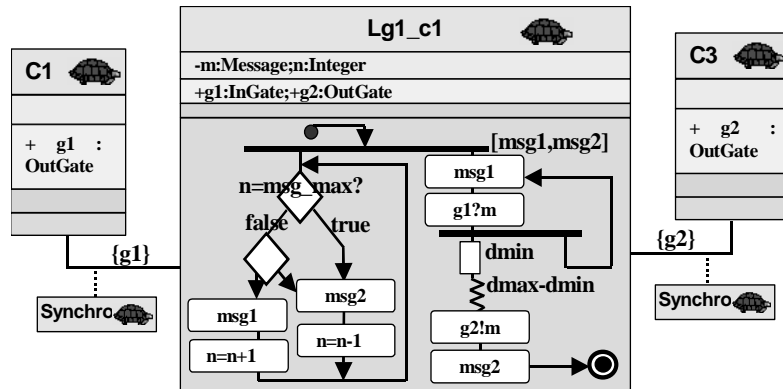 Lg1_c1
-m:Message;n:Integer
+g1:InGate;+g2:OutGate
C1
+ g1 :
OutGate
{g1}
Synchro
[msg1,msg2]
n=msg_max?
false
true
msg1
n=n+1
msg2
n=n-1
msg1
g1?m
dmin
dmax-dmin
g2!m
msg2
C3
+ g2 :
OutGate
{g2}
Synchro